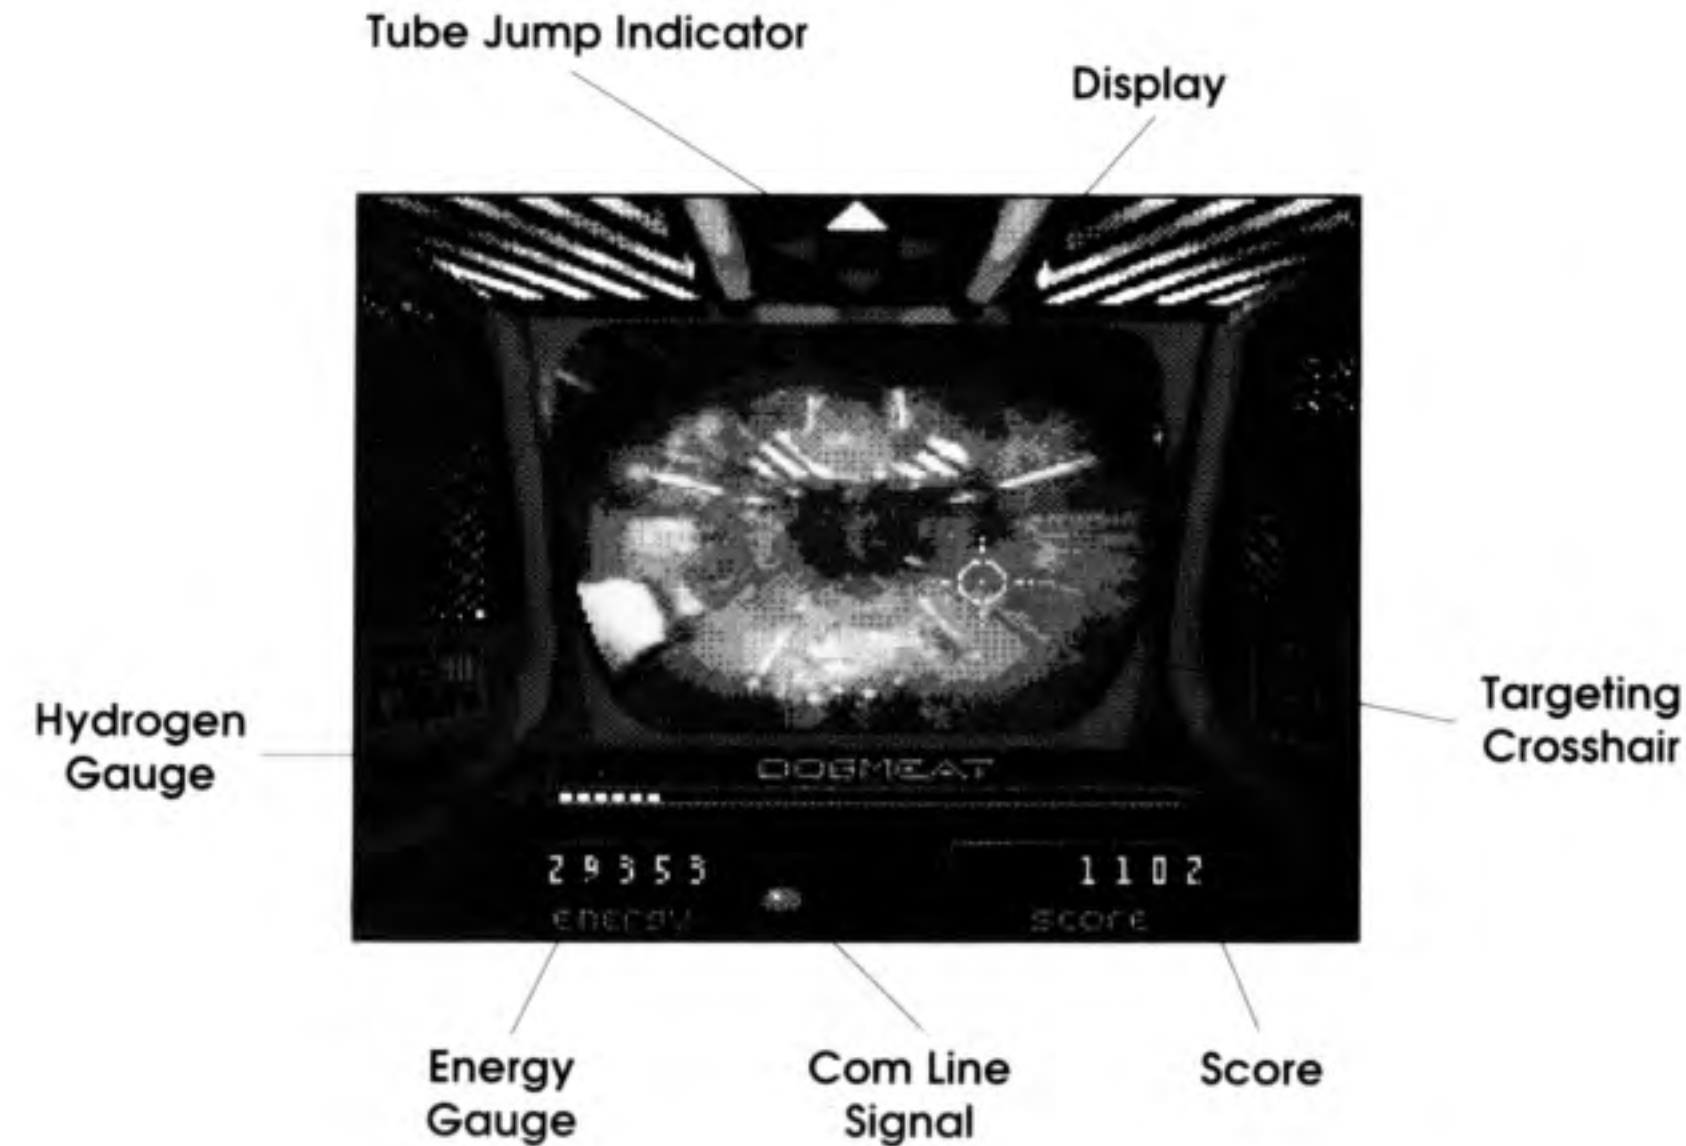 Tube Jump Indicator
Display
Hydrogen
Gauge
Targeting
Crosshair
DOGMEAT
29353
1102
energy
score
Energy
Gauge
Com Line
Signal
Score